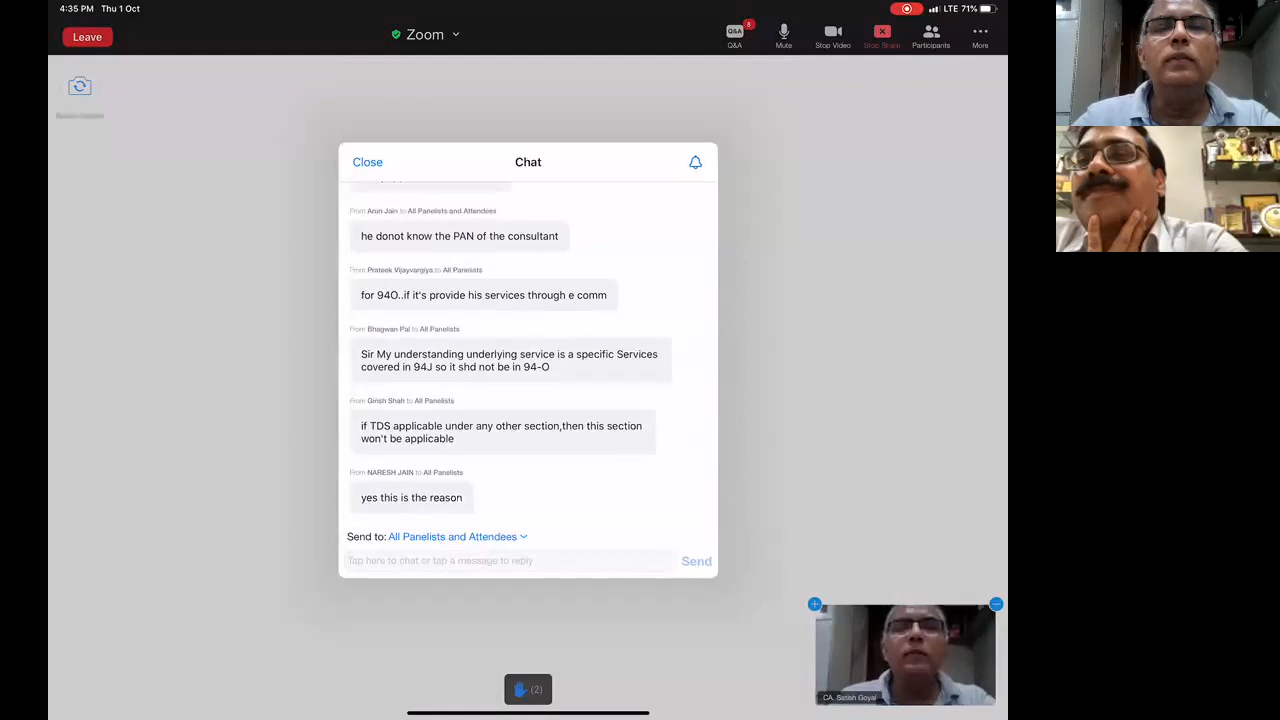 4:35 PM Thu 1 Oct
LTE 71%
Leave
Zoom
8
Q&A
Q&A
Mute
Stop Video
Stop Share
Participants
More
Close
Chat
From Arun Jain to All Panelists and Attendees
he donot know the PAN of the consultant
From Prateek Vijayvargiya to All Panelists
for 94O..if it's provide his services through e comm
From Bhagwan Pal to All Panelists
Sir My understanding underlying service is a specific Services
covered in 94J so it shd not be in 94-O
From Girish Shah to All Panelists
if TDS applicable under any other section,then this section
won't be applicable
From NARESH JAIN to All Panelists
yes this is the reason
Send to: All Panelists and Attendees
Tap here to chat or tap a message to reply
Send
(2)
CA. Satish Goyal